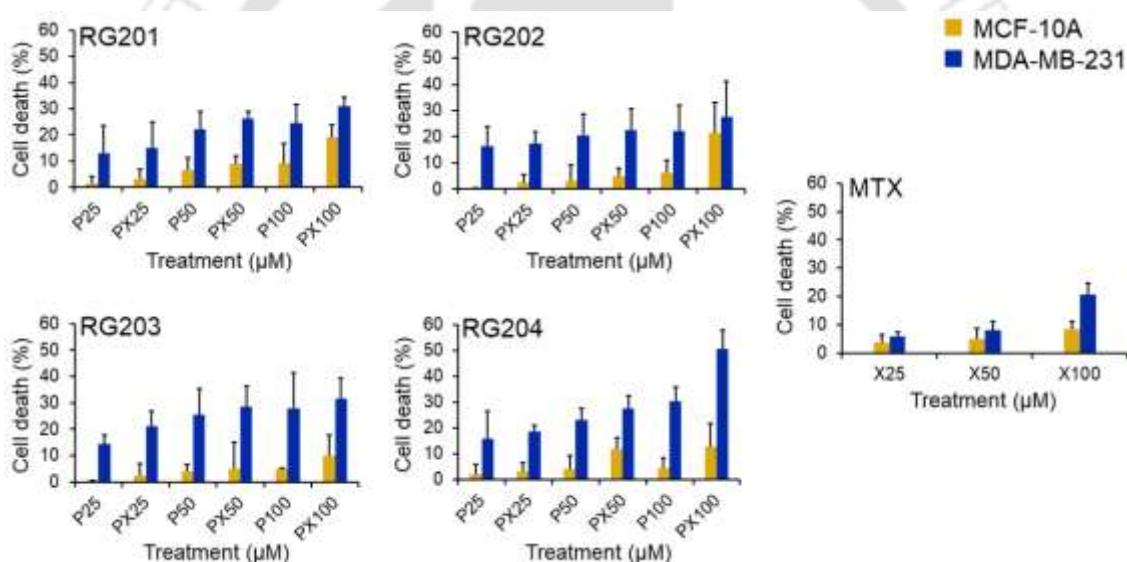 RG201
Cell death (%)
60
50
40
30
20
10
0
P25 PX25 P50 PX50 P100 PX100
Treatment (µM)
RG202
Cell death (%)
60
50
40
30
20
10
0
P25 PX25 P50 PX50 P100 PX100
Treatment (µM)
MCF-10A
MDA-MB-231
RG203
Cell death (%)
60
50
40
30
20
10
0
P25 PX25 P50 PX50 P100 PX100
Treatment (µM)
RG204
Cell death (%)
60
50
40
30
20
10
0
P25 PX25 P50 PX50 P100 PX100
Treatment (µM)
MTX
Cell death (%)
60
50
40
30
20
10
0
X25 X50 X100
Treatment (µM)